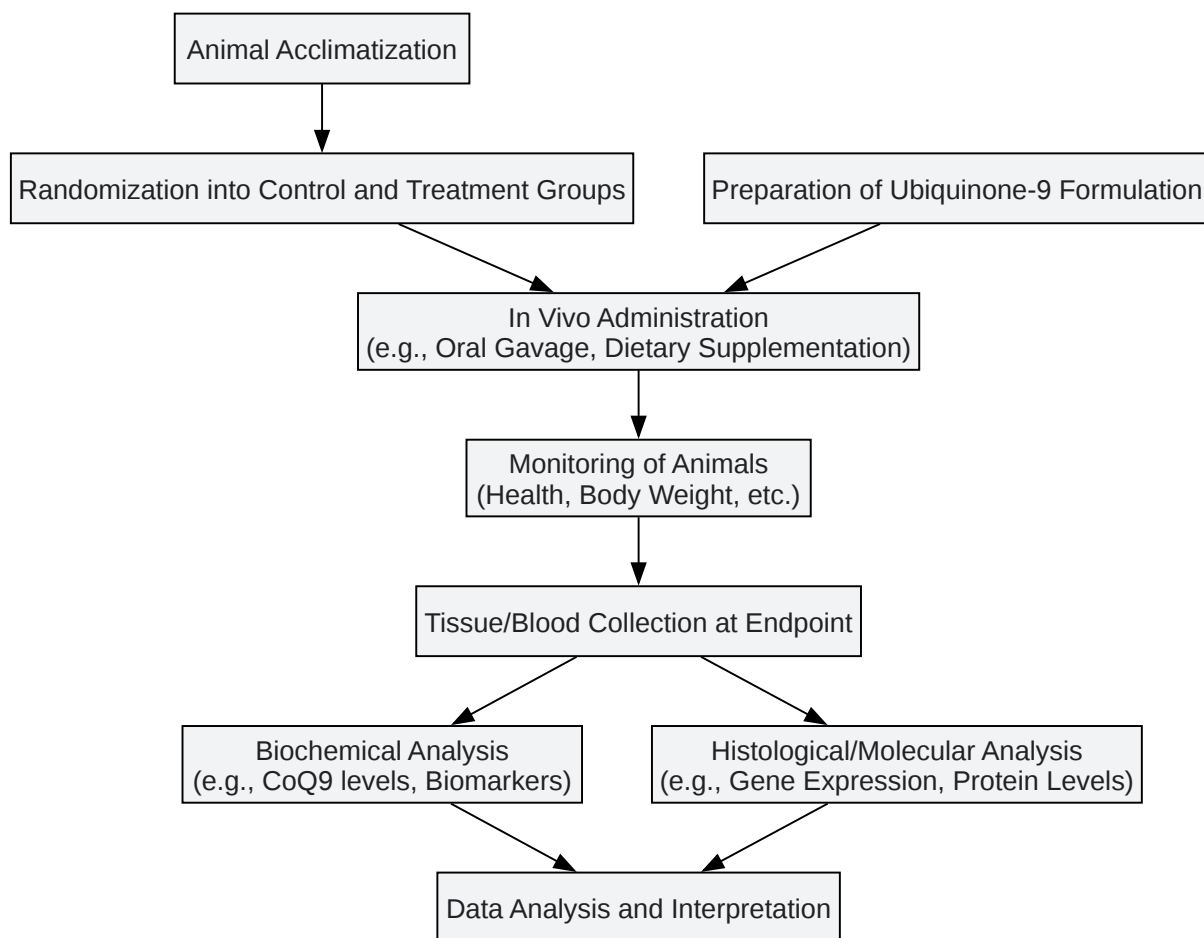 Animal Acclimatization
Randomization into Control and Treatment Groups
Preparation of Ubiquinone-9 Formulation
In Vivo Administration
(e.g., Oral Gavage, Dietary Supplementation)
Monitoring of Animals
(Health, Body Weight, etc.)
Tissue/Blood Collection at Endpoint
Biochemical Analysis
(e.g., CoQ9 levels, Biomarkers)
Histological/Molecular Analysis
(e.g., Gene Expression, Protein Levels)
Data Analysis and Interpretation